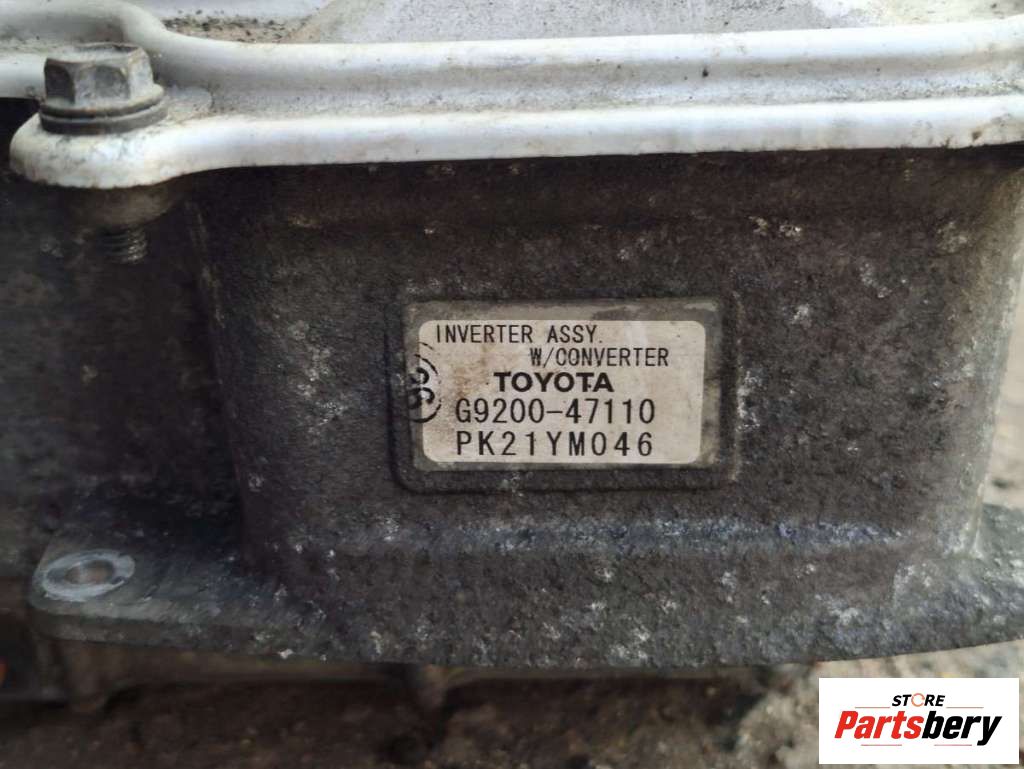 INVERTER ASSY.
W/CONVERTER
TOYOTA
G9200-47110
PK21YM046
STORE
Partsbery